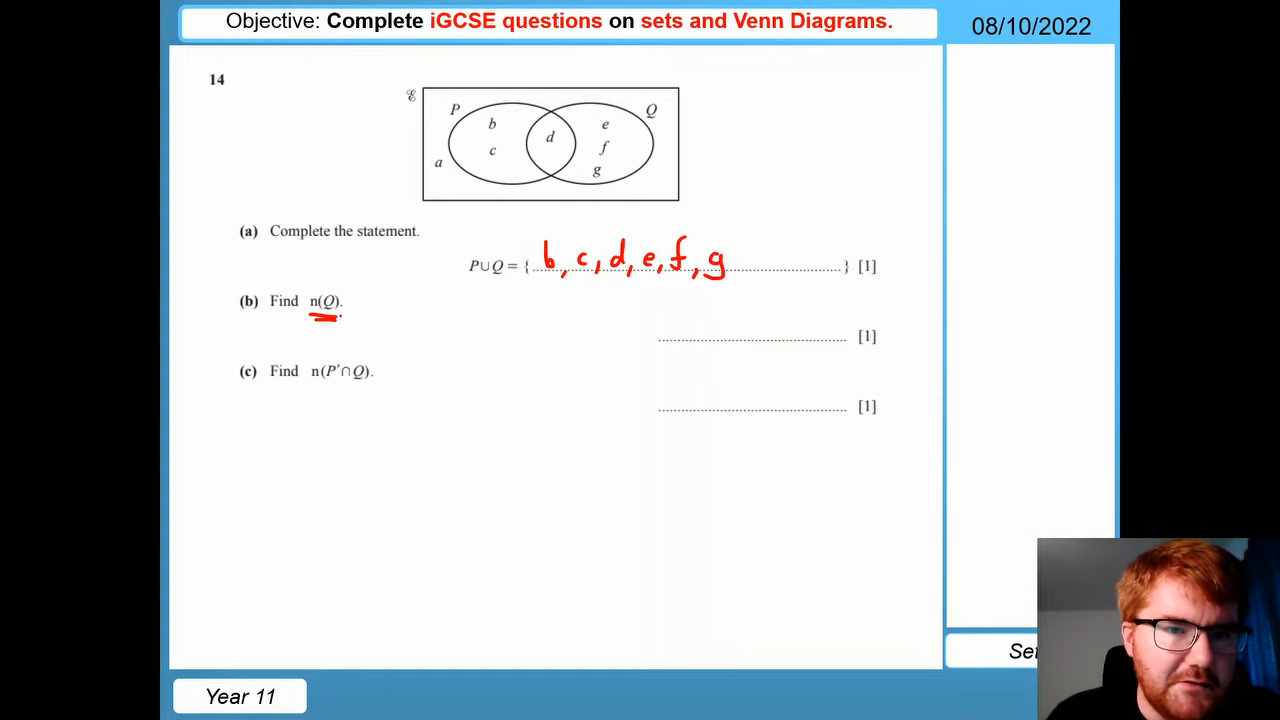 Objective: Complete iGCSE questions on sets and Venn Diagrams.
08/10/2022
14
ℰ
P
Q
b
e
d
c
f
a
g
(a) Complete the statement.
P∪Q = { b, c, d, e, f, g } [1]
(b) Find n(Q).
[1]
(c) Find n(P′∩Q).
[1]
Year 11